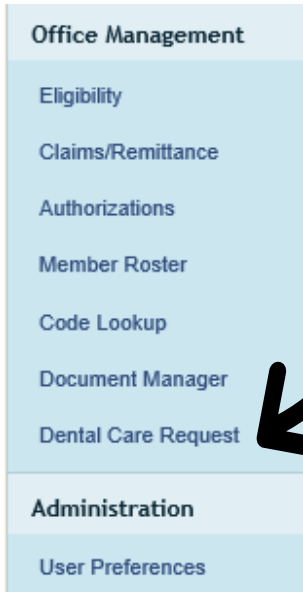 Office Management
Eligibility
Claims/Remittance
Authorizations
Member Roster
Code Lookup
Document Manager
Dental Care Request
Administration
User Preferences